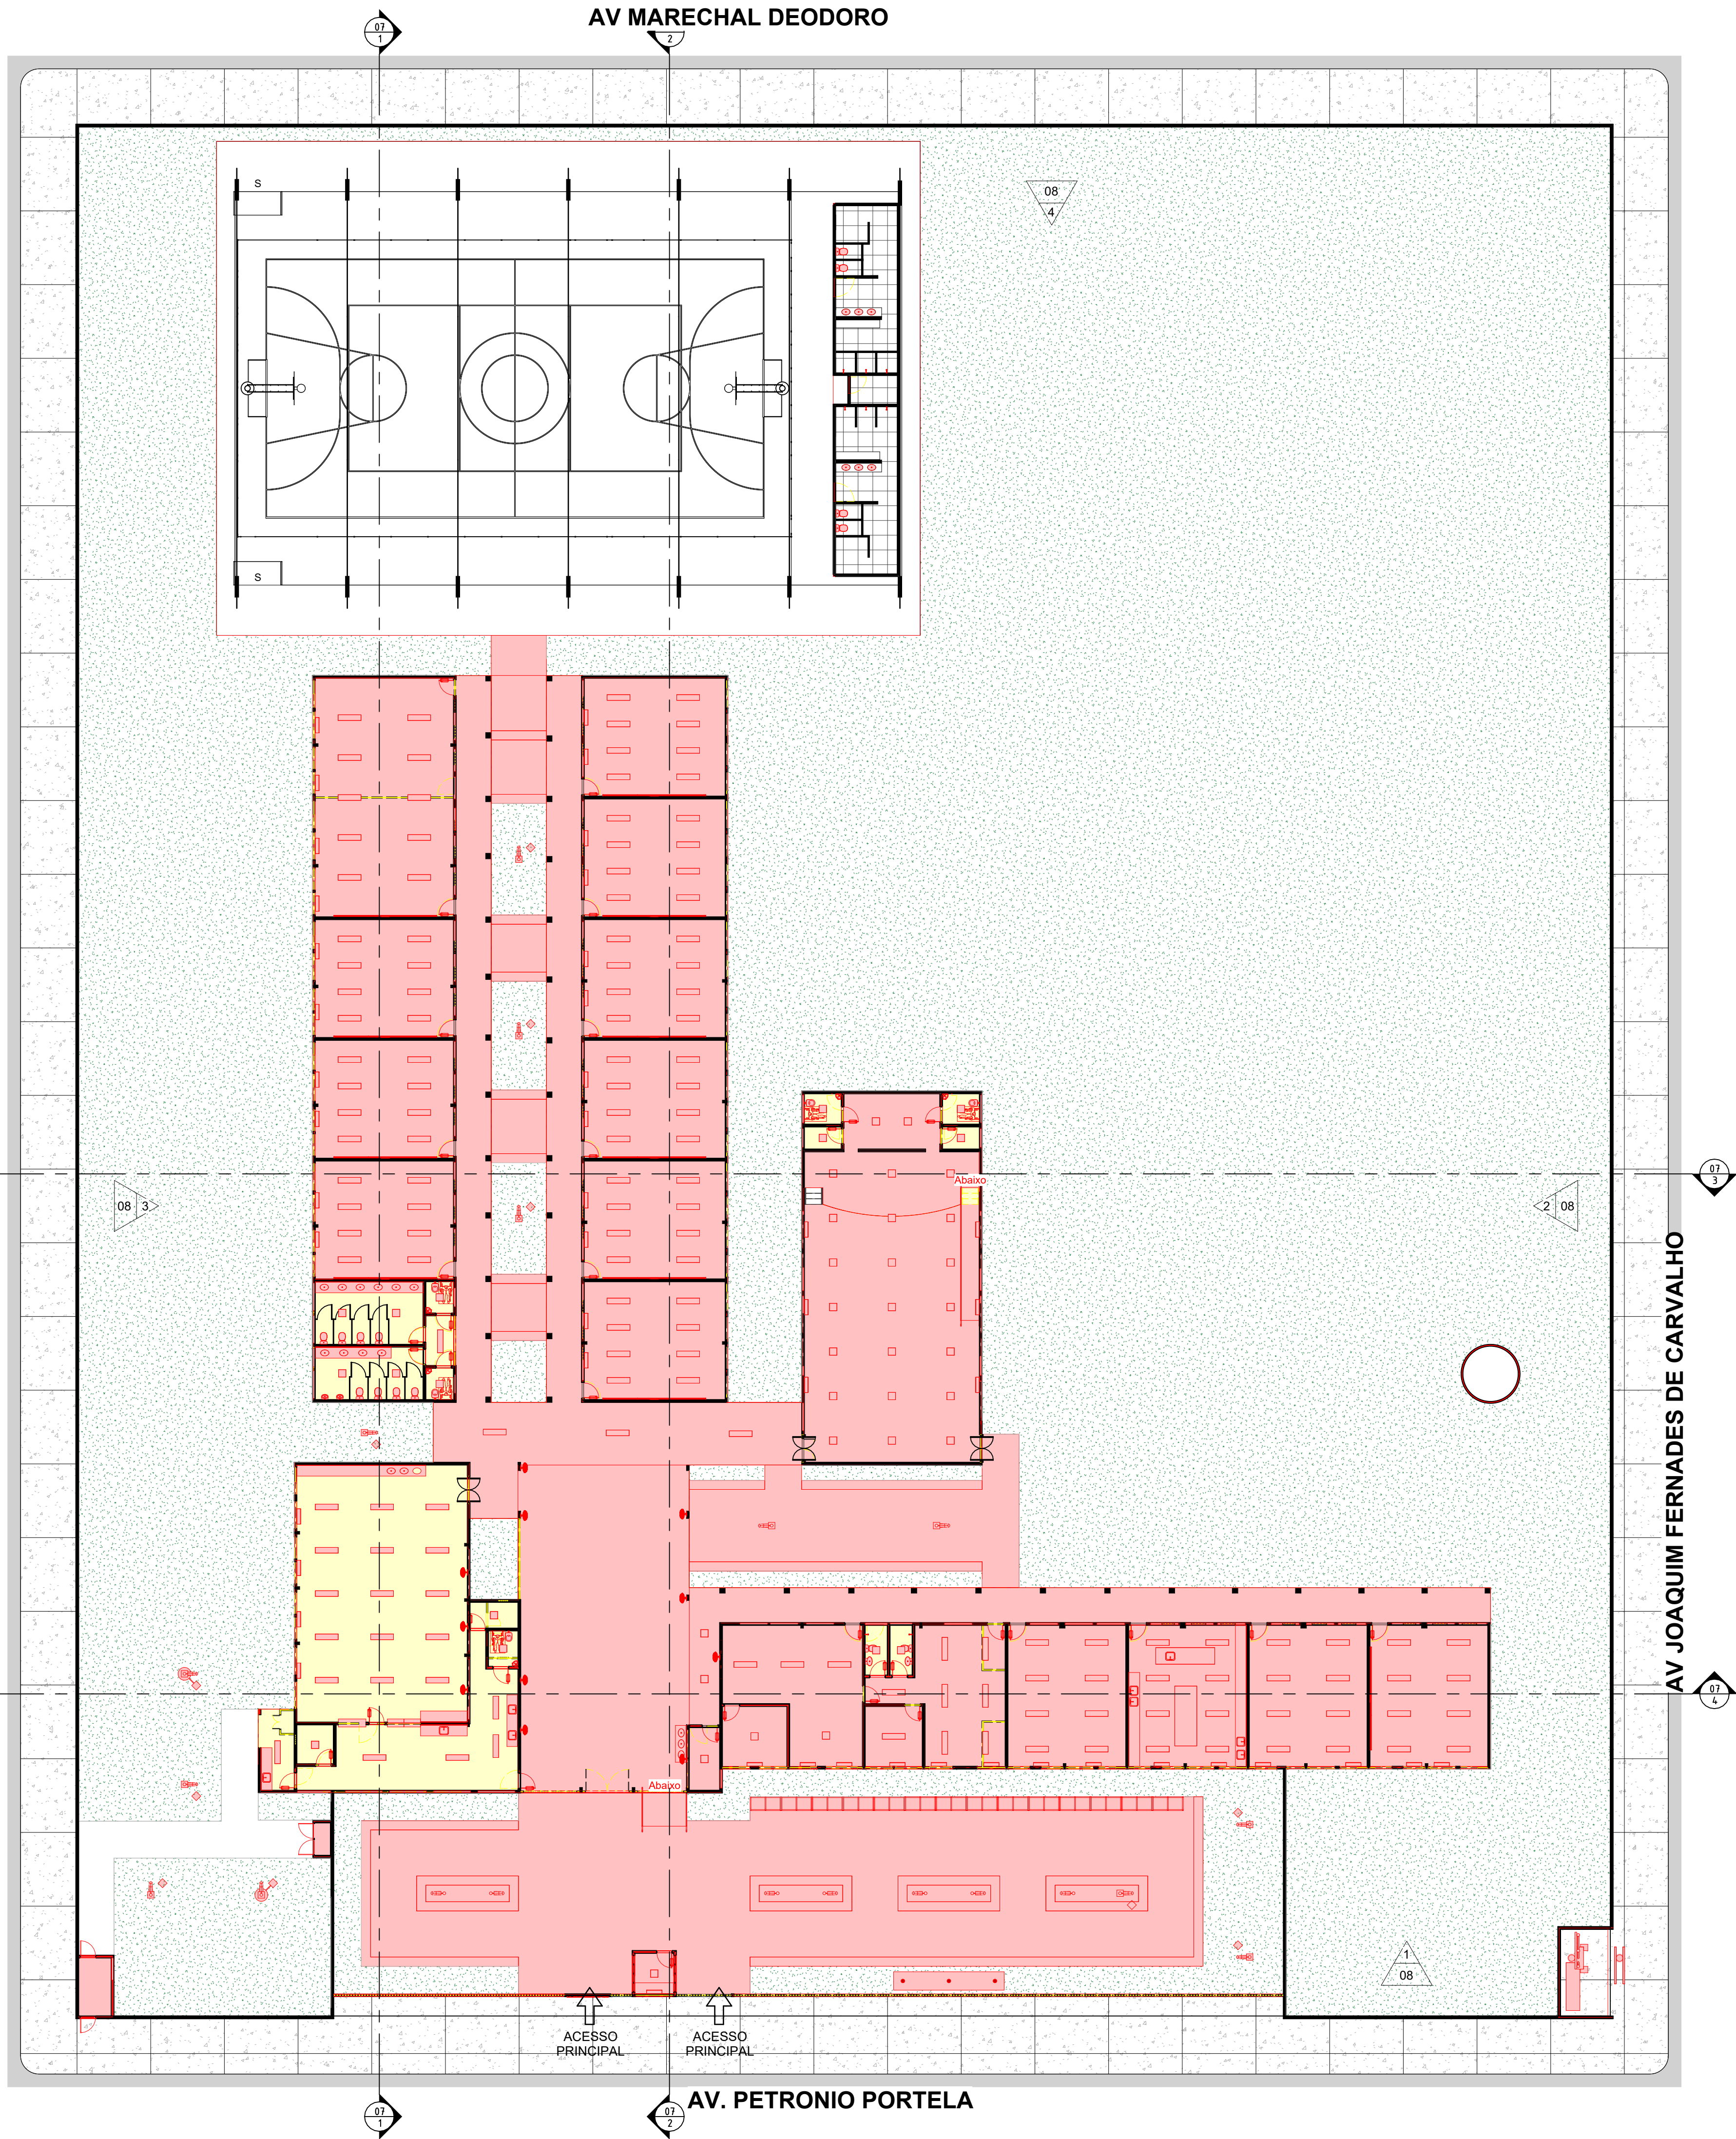 AV MARECHAL DEODORO
07
1
2
S
08
4
S
Abaixo
07
3
08 3
2 08
AV JOAQUIM FERNADES DE CARVALHO
07
4
Abaixo
1
08
ACESSO
PRINCIPAL
ACESSO
PRINCIPAL
07
1
07
2
AV. PETRONIO PORTELA